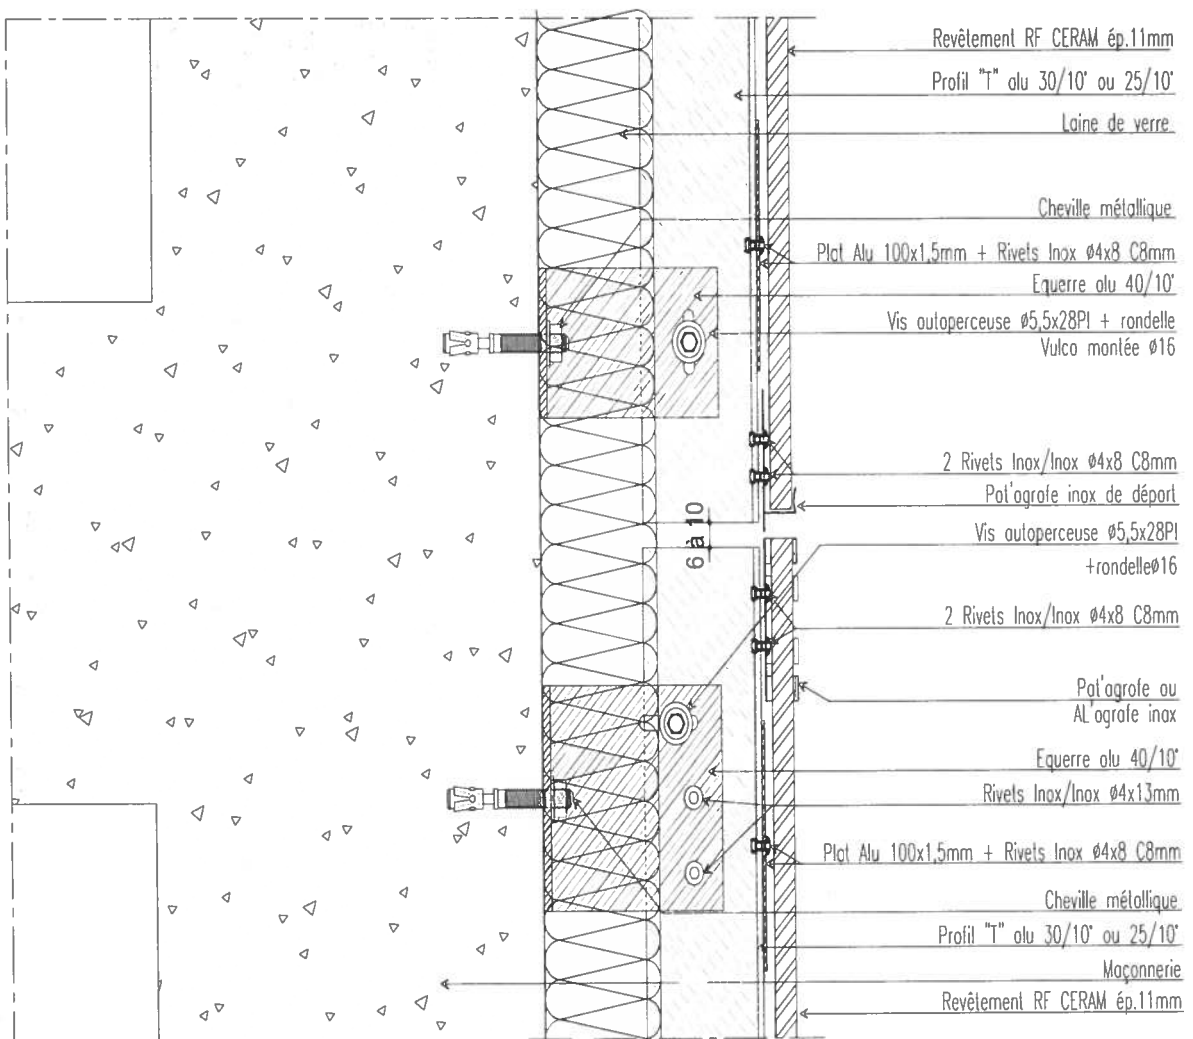 Revêtement RF CERAM ép.11mm
Profil "T" alu 30/10° ou 25/10°
Laine de verre
Cheville métallique
Plat Alu 100x1,5mm + Rivets Inox Ø4x8 C8mm
Equerre alu 40/10°
Vis autoperceuse Ø5,5x28PI + rondelle
Vulco montée Ø16
2 Rivets Inox/Inox Ø4x8 C8mm
Pat'agrafe inox de départ
6 à 10
Vis autoperceuse Ø5,5x28PI
+rondelleØ16
2 Rivets Inox/Inox Ø4x8 C8mm
Pat'agrafe ou
AL'agrafe inox
Equerre alu 40/10°
Rivets Inox/Inox Ø4x13mm
Plat Alu 100x1,5mm + Rivets Inox Ø4x8 C8mm
Cheville métallique
Profil "T" alu 30/10° ou 25/10°
Maçonnerie
Revêtement RF CERAM ép.11mm